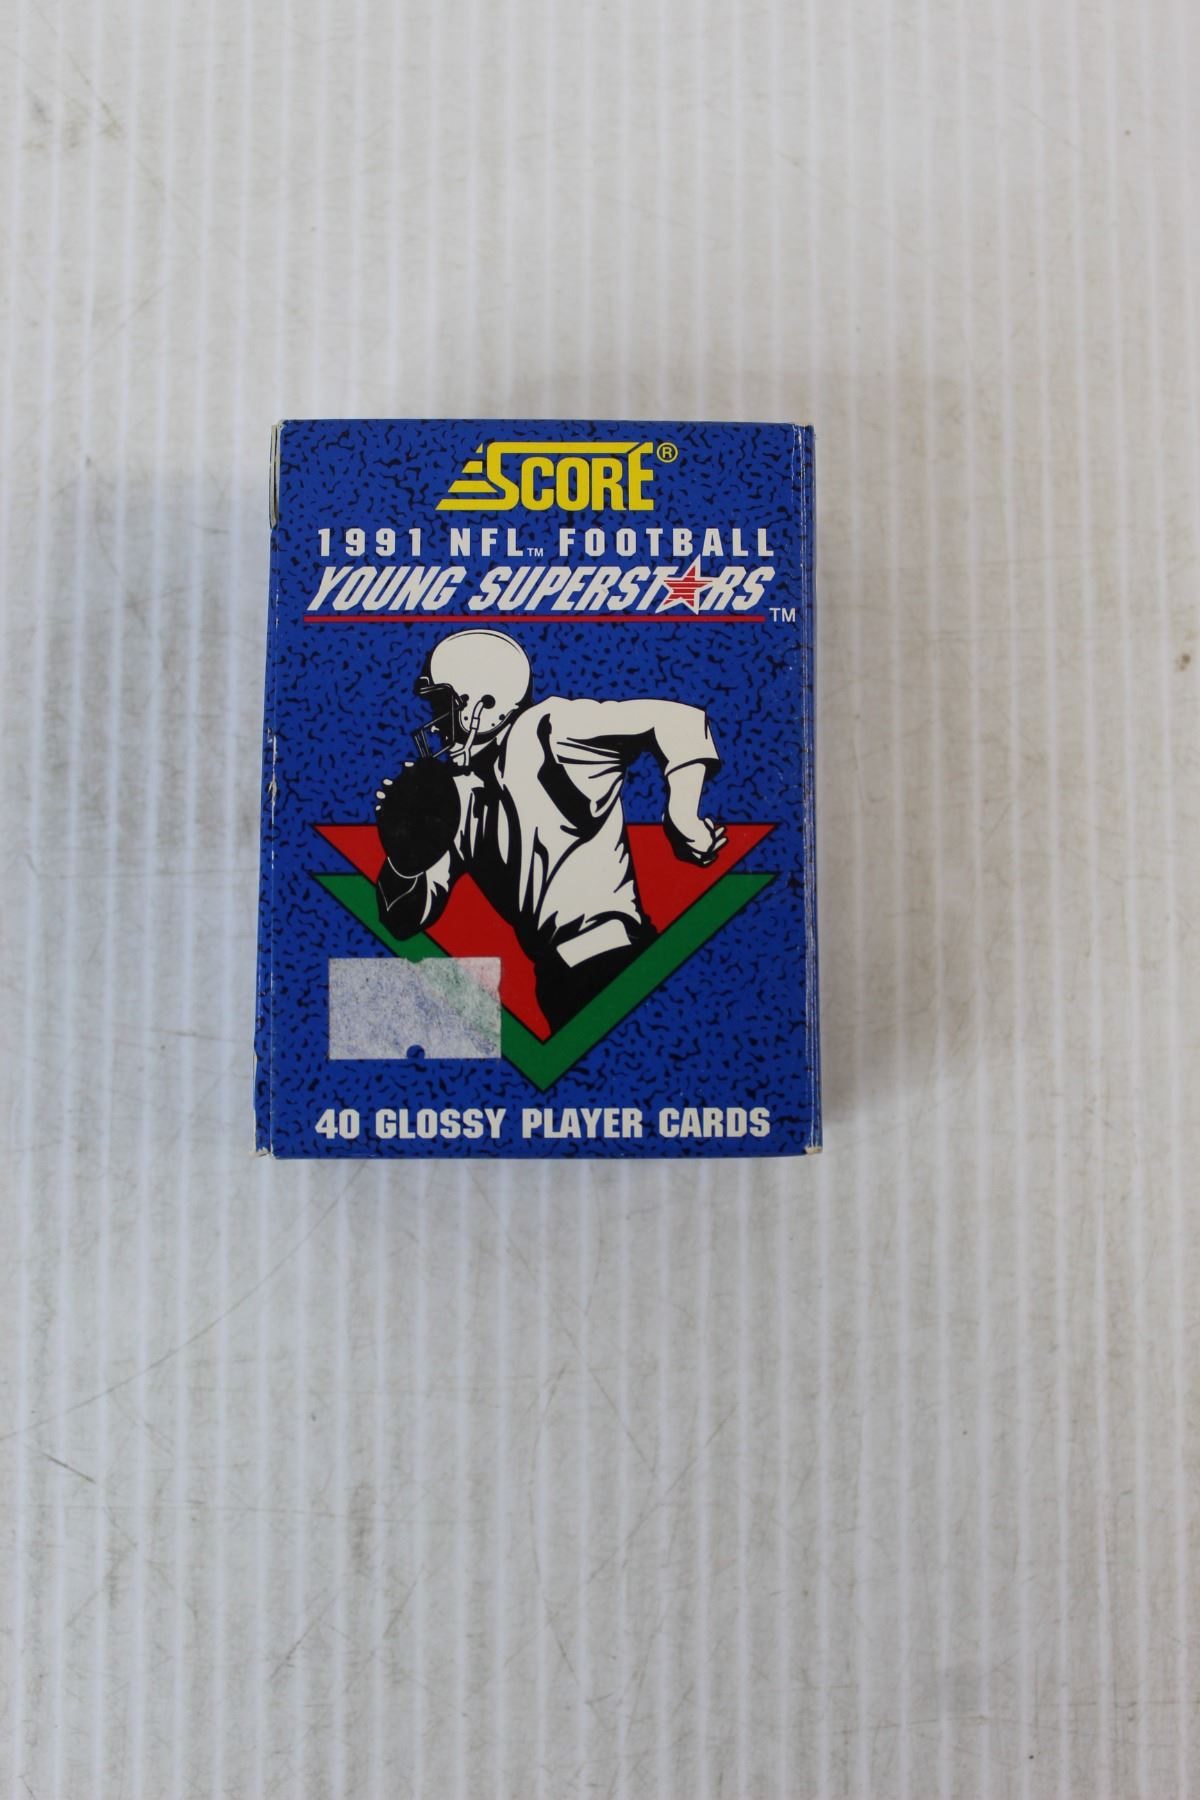 SCORE®
1991 NFL™ FOOTBALL
YOUNG SUPERSTARS™
40 GLOSSY PLAYER CARDS